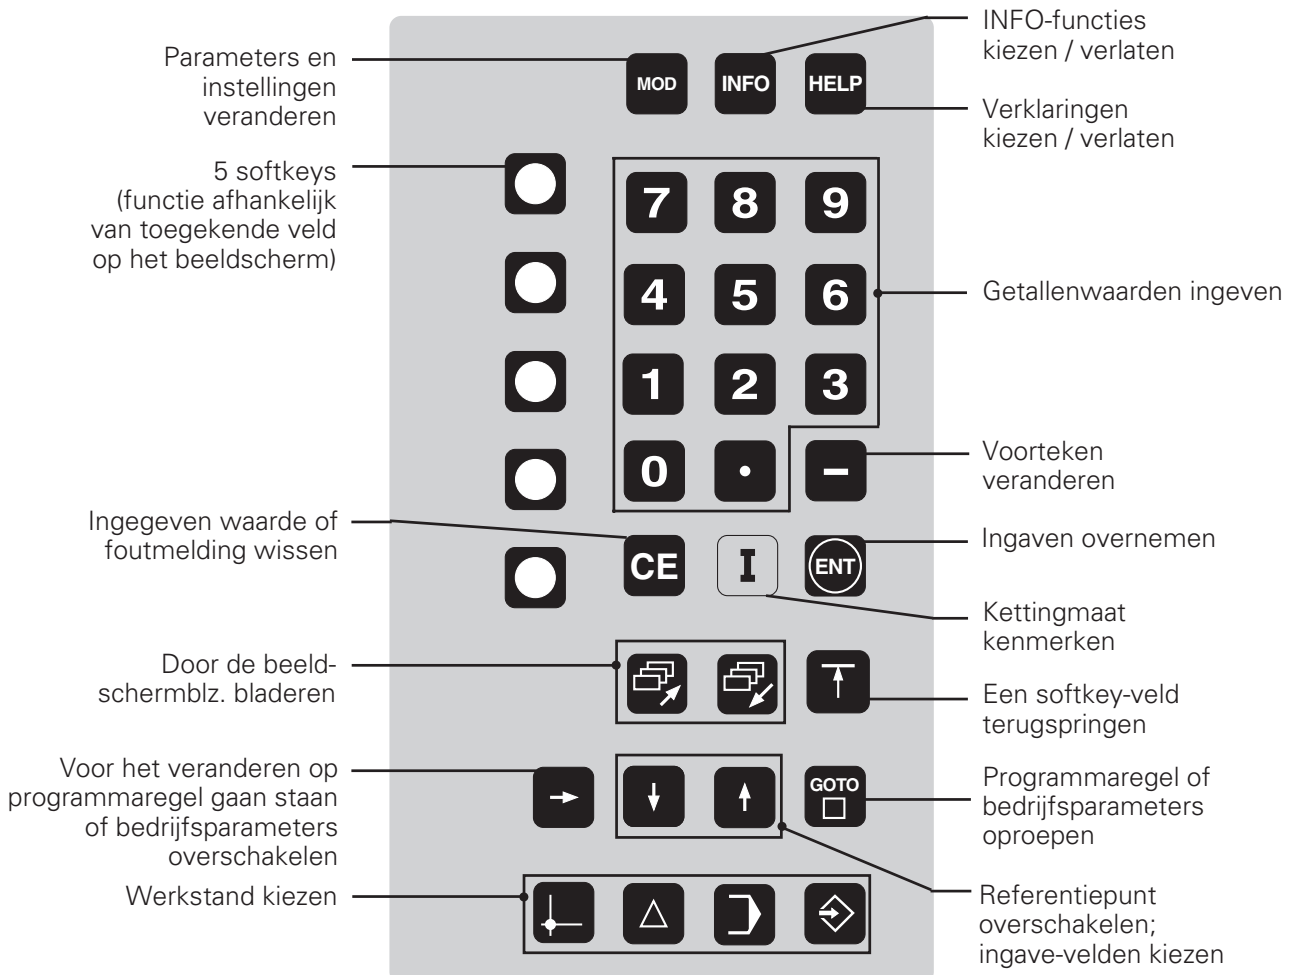 INFO-functies
kiezen / verlaten
Parameters en
instellingen
veranderen
MOD
INFO
HELP
Verklaringen
kiezen / verlaten
5 softkeys
(functie afhankelijk
van toegekende veld
op het beeldscherm)
7 8 9
4 5 6
Getallenwaarden ingeven
1 2 3
0 . –
Voorteken
veranderen
Ingegeven waarde of
foutmelding wissen
CE
I
ENT
Ingaven overnemen
Kettingmaat
kenmerken
Door de beeld-
schermblz. bladeren
Een softkey-veld
terugspringen
Voor het veranderen op
programmaregel gaan staan
of bedrijfsparameters
overschakelen
GOTO
Programmaregel of
bedrijfsparameters
oproepen
Werkstand kiezen
Referentiepunt
overschakelen;
ingave-velden kiezen